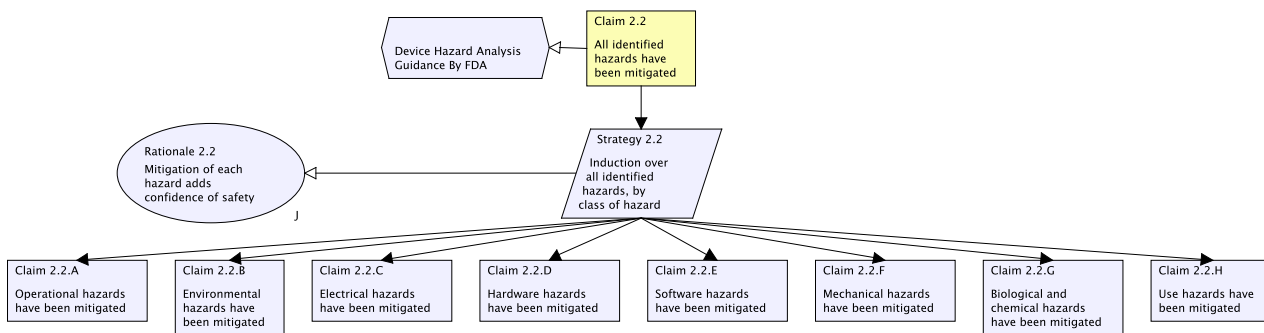 Claim 2.2
All identified
hazards have
been mitigated
Device Hazard Analysis
Guidance By FDA
Strategy 2.2
Induction over
all identified
hazards, by
class of hazard
Rationale 2.2
Mitigation of each
hazard adds
confidence of safety
J
Claim 2.2.A
Operational hazards
have been mitigated
Claim 2.2.B
Environmental
hazards have
been mitigated
Claim 2.2.C
Electrical hazards
have been mitigated
Claim 2.2.D
Hardware hazards
have been mitigated
Claim 2.2.E
Software hazards
have been mitigated
Claim 2.2.F
Mechanical hazards
have been mitigated
Claim 2.2.G
Biological and
chemical hazards
have been mitigated
Claim 2.2.H
Use hazards have
been mitigated